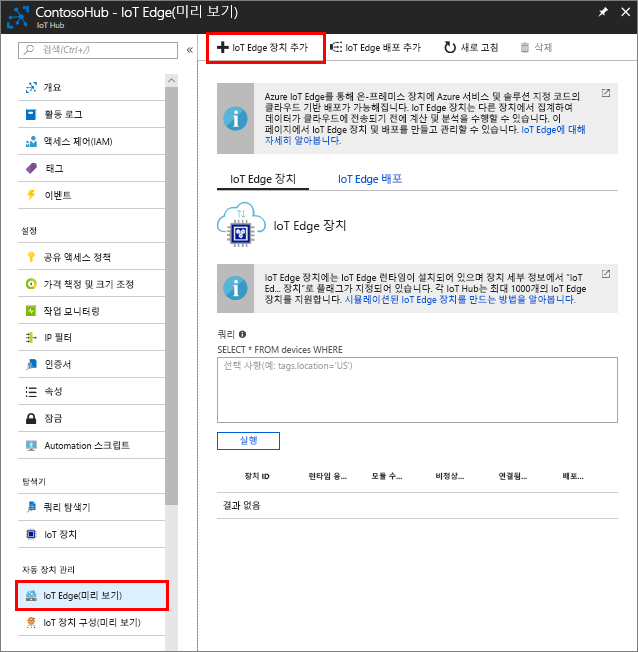 ContosoHub - IoT Edge(미리 보기)
IoT Hub
검색(Ctrl+/)
개요
활동 로그
액세스 제어(IAM)
태그
이벤트
설정
공유 액세스 정책
가격 책정 및 크기 조정
작업 모니터링
IP 필터
인증서
속성
잠금
Automation 스크립트
탐색기
쿼리 탐색기
IoT 장치
자동 장치 관리
IoT Edge(미리 보기)
IoT 장치 구성(미리 보기)
IoT Edge 장치 추가 IoT Edge 배포 추가 새로 고침 삭제
Azure IoT Edge를 통해 온-프레미스 장치에 Azure 서비스 및 솔루션 지정 코드의
클라우드 기반 배포가 가능해집니다. IoT Edge 장치는 다른 장치에서 집계하여
데이터가 클라우드에 전송되기 전에 계산 및 분석을 수행할 수 있습니다. 이
페이지에서 IoT Edge 장치 및 배포를 만들고 관리할 수 있습니다. IoT Edge에 대해
자세히 알아봅니다.
IoT Edge 장치 IoT Edge 배포
IoT Edge 장치
IoT Edge 장치에는 IoT Edge 런타임이 설치되어 있으며 장치 세부 정보에서 "IoT
Ed... 장치"로 플래그가 지정되어 있습니다. 각 IoT Hub는 최대 1000개의 IoT Edge
장치를 지원합니다. 시뮬레이션된 IoT Edge 장치를 만드는 방법을 알아봅니다.
쿼리
SELECT * FROM devices WHERE
선택 사항(예: tags.location='US')
실행
장치 ID 런타임 응... 모듈 수... 비정상... 연결됨... 배포...
결과 없음